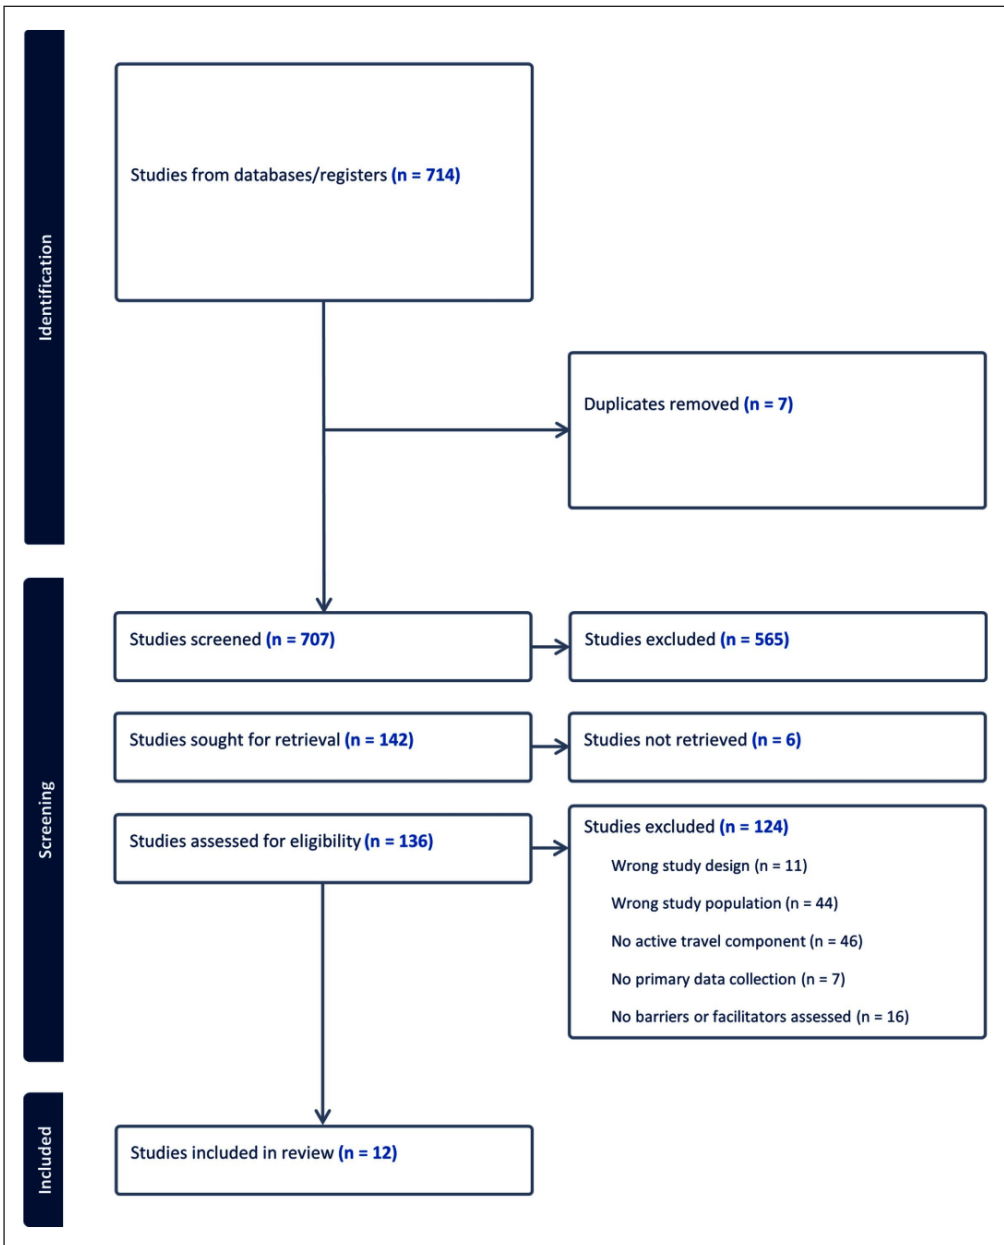 Identification
Studies from databases/registers (n = 714)
Duplicates removed (n = 7)
Screening
Studies screened (n = 707)
Studies excluded (n = 565)
Studies sought for retrieval (n = 142)
Studies not retrieved (n = 6)
Studies assessed for eligibility (n = 136)
Studies excluded (n = 124)
Wrong study design (n = 11)
Wrong study population (n = 44)
No active travel component (n = 46)
No primary data collection (n = 7)
No barriers or facilitators assessed (n = 16)
Included
Studies included in review (n = 12)